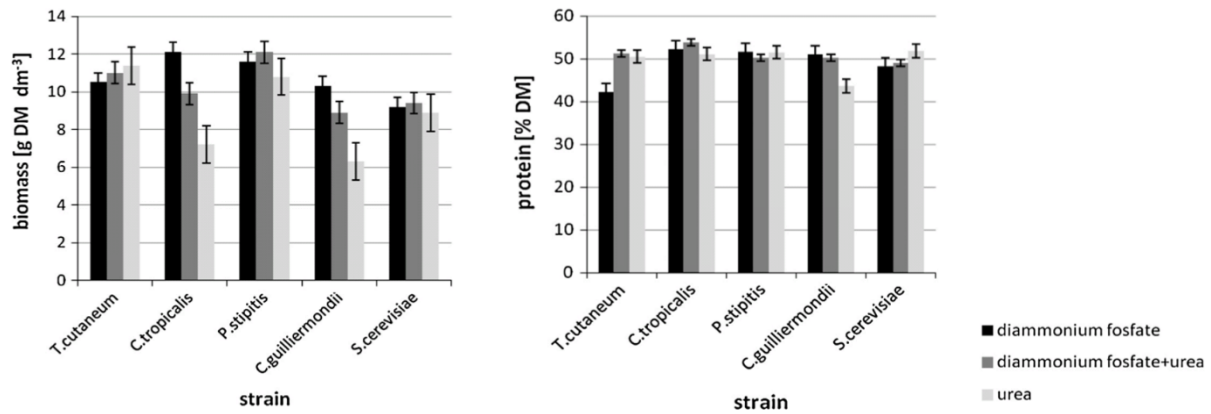 biomass [g DM dm⁻³]
14
12
10
8
6
4
2
0
T.cutaneum
C.tropicalis
P.stipitis
C.guilliermondii
S.cerevisiae
strain
protein [% DM]
60
50
40
30
20
10
0
T.cutaneum
C.tropicalis
P.stipitis
C.guilliermondii
S.cerevisiae
strain
diammonium fosfate
diammonium fosfate+urea
urea